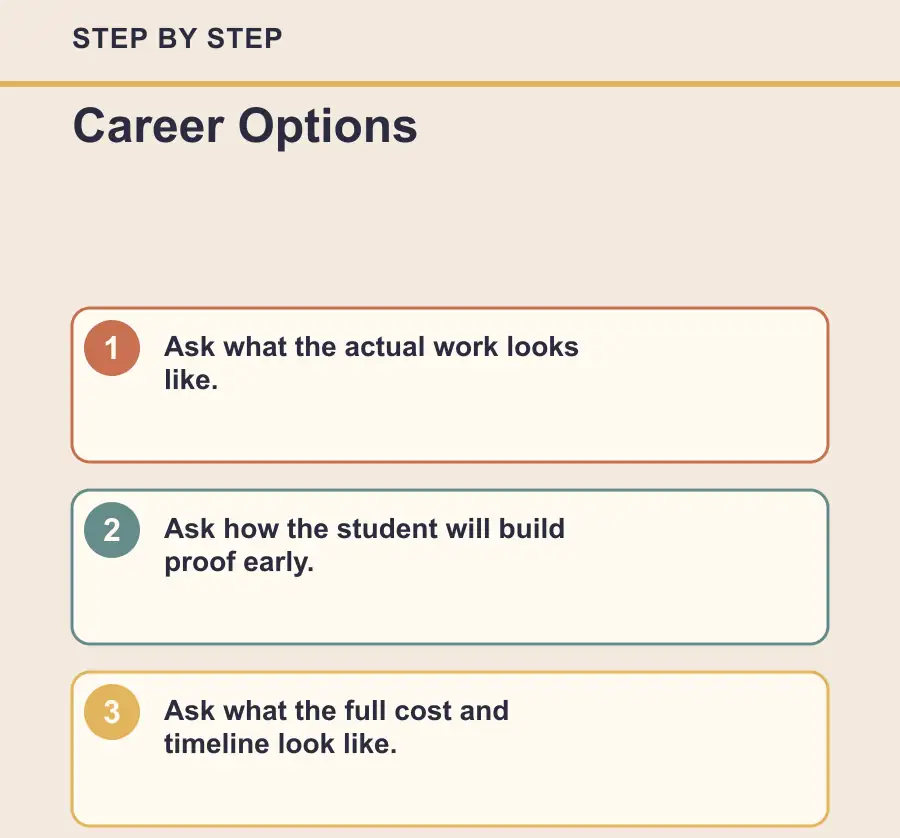 STEP BY STEP
Career Options
1
Ask what the actual work looks
like.
2
Ask how the student will build
proof early.
3
Ask what the full cost and
timeline look like.